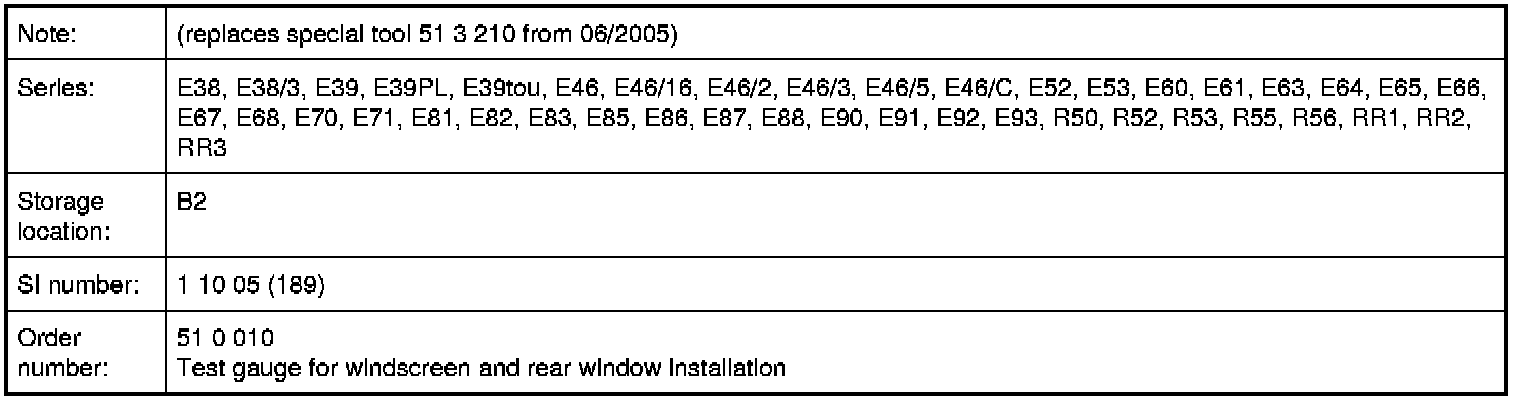 Note: (replaces special tool 51 3 210 from 06/2005)
Series: E38, E38/3, E39, E39PL, E39tou, E46, E46/16, E46/2, E46/3, E46/5, E46/C, E52, E53, E60, E61, E63, E64, E65, E66,
E67, E68, E70, E71, E81, E82, E83, E85, E86, E87, E88, E90, E91, E92, E93, R50, R52, R53, R55, R56, RR1, RR2,
RR3
Storage B2
location:
SI number: 1 10 05 (189)
Order 51 0 010
number: Test gauge for windscreen and rear window installation